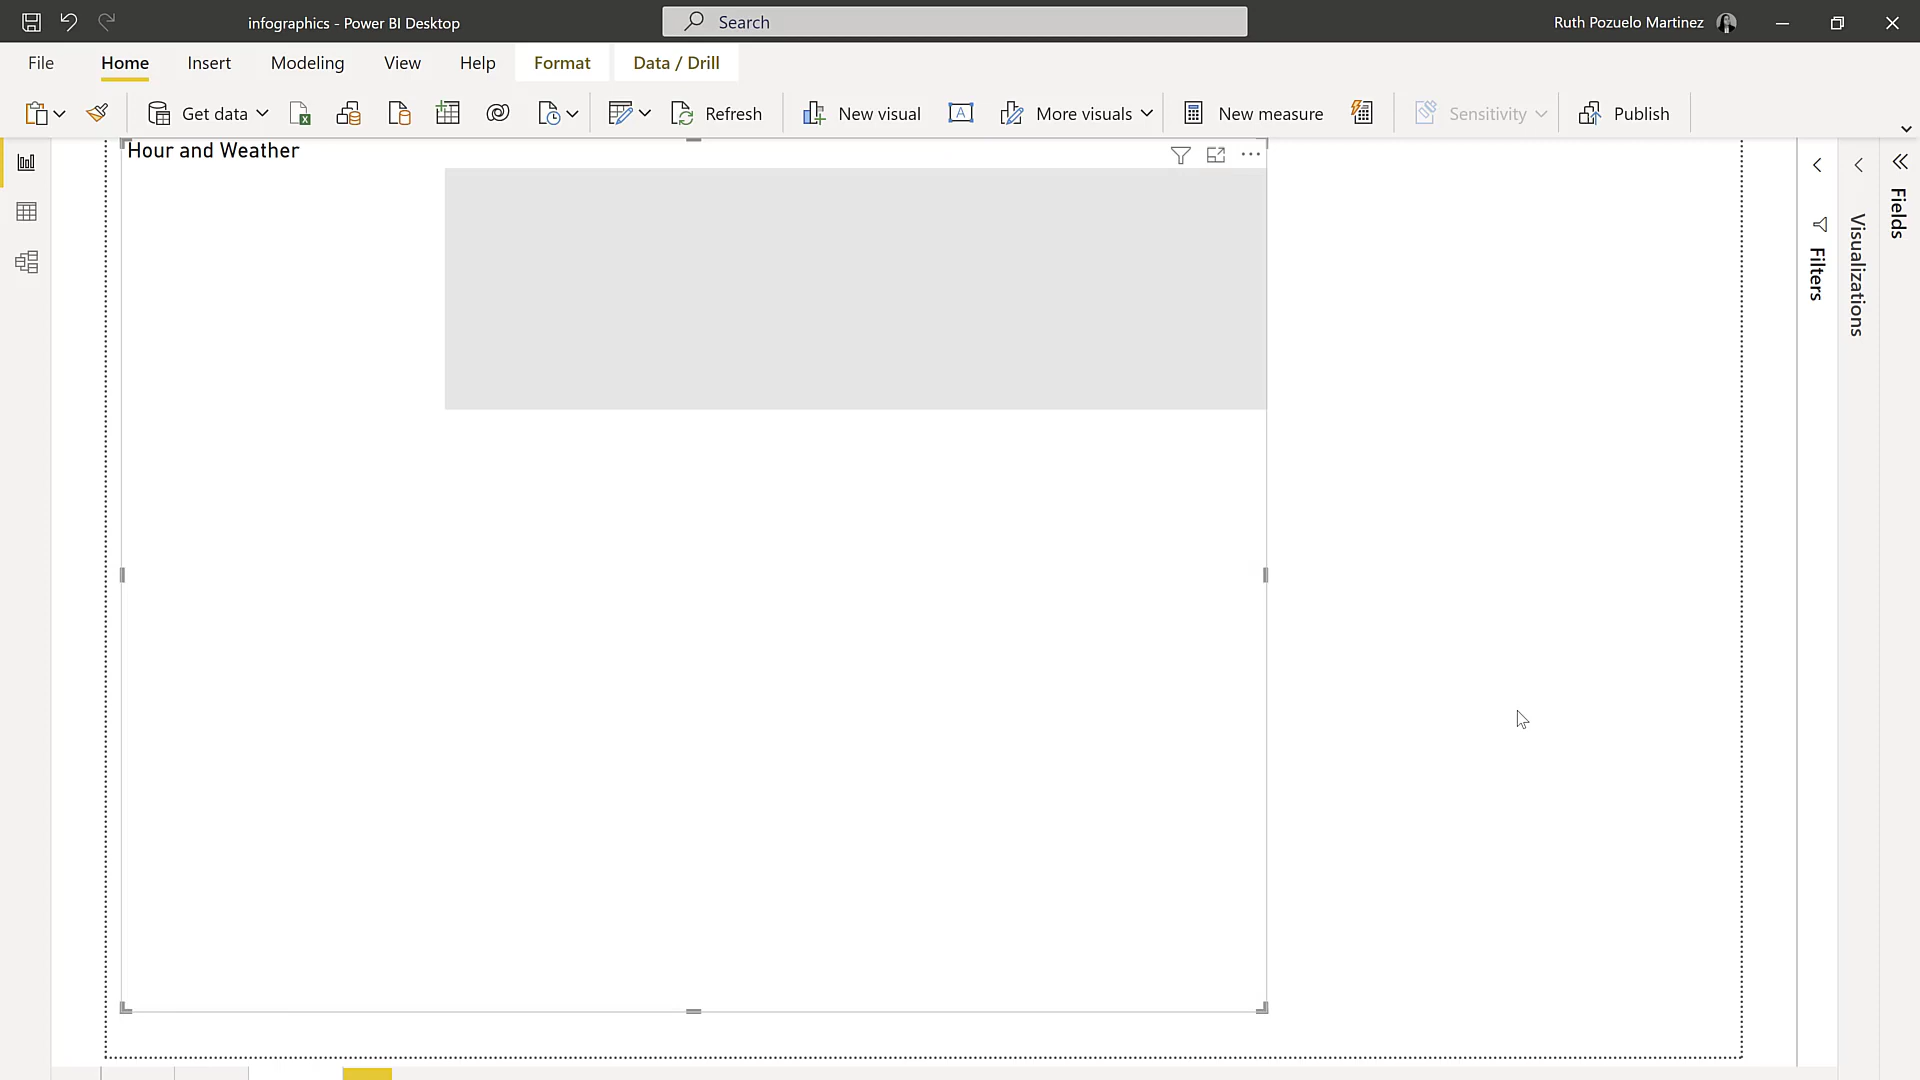 infographics - Power BI Desktop
Search
Ruth Pozuelo Martinez
File
Home
Insert
Modeling
View
Help
Format
Data / Drill
Get data
Refresh
New visual
More visuals
New measure
Sensitivity
Publish
Hour and Weather
Filters
Visualizations
Fields